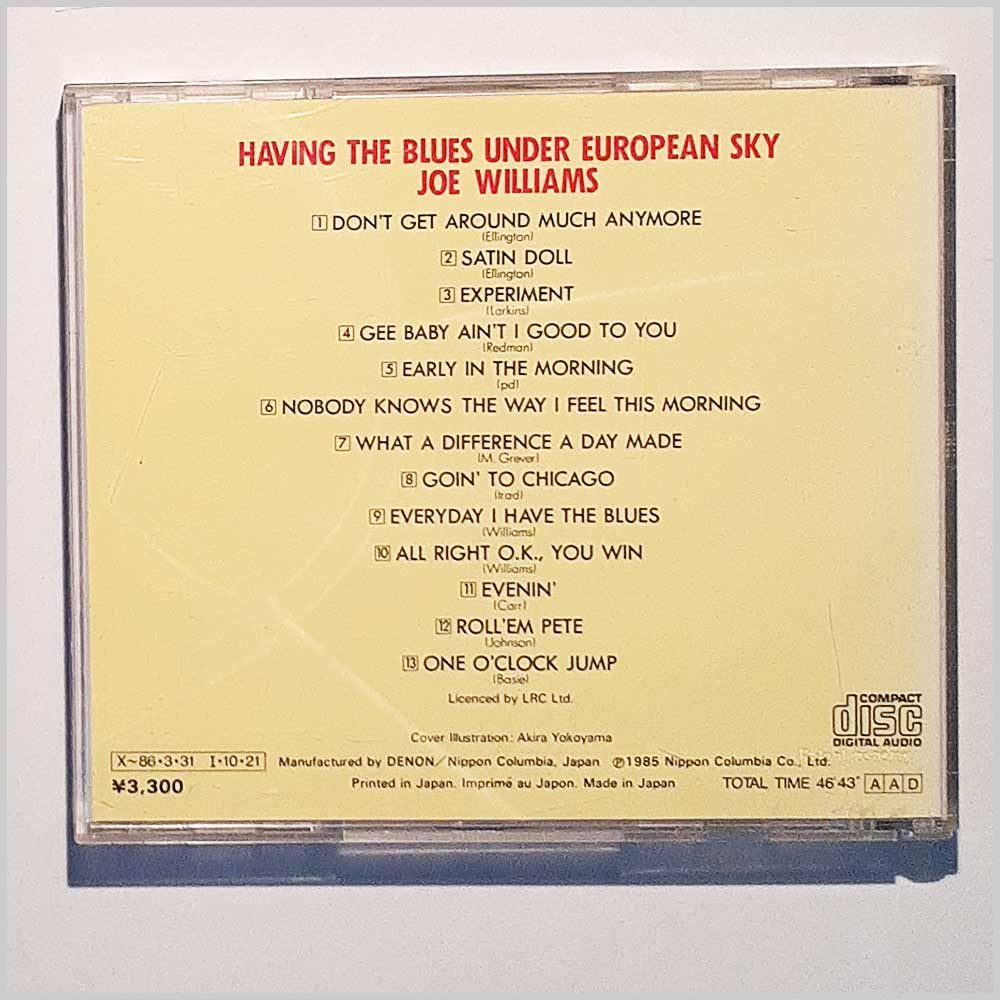 HAVING THE BLUES UNDER EUROPEAN SKY
JOE WILLIAMS
1 DON'T GET AROUND MUCH ANYMORE
(Ellington)
2 SATIN DOLL
(Ellington)
3 EXPERIMENT
(Larkins)
4 GEE BABY AIN'T I GOOD TO YOU
(Redman)
5 EARLY IN THE MORNING
(pd)
6 NOBODY KNOWS THE WAY I FEEL THIS MORNING
7 WHAT A DIFFERENCE A DAY MADE
(M. Grever)
8 GOIN' TO CHICAGO
(trad)
9 EVERYDAY I HAVE THE BLUES
(Williams)
10 ALL RIGHT O.K., YOU WIN
(Williams)
11 EVENIN'
(Carr)
12 ROLL'EM PETE
(Johnson)
13 ONE O'CLOCK JUMP
(Basie)
Licenced by LRC Ltd.
COMPACT
disc
DIGITAL AUDIO
Cover Illustration: Akira Yokoyama
X~86・3・31 I・10・21 Manufactured by DENON/Nippon Columbia, Japan ℗1985 Nippon Columbia Co., Ltd.
¥3,300 Printed in Japan. Imprimé au Japon. Made in Japan TOTAL TIME 46'43" A A D